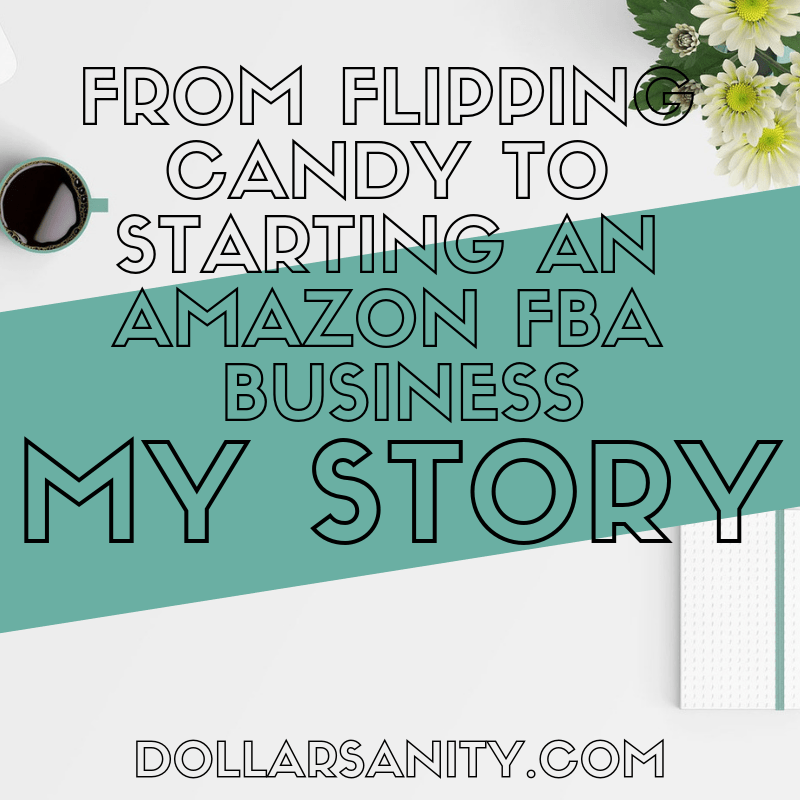 FROM FLIPPING
CANDY TO
STARTING AN
AMAZON FBA
BUSINESS
MY STORY
DOLLARSANITY.COM